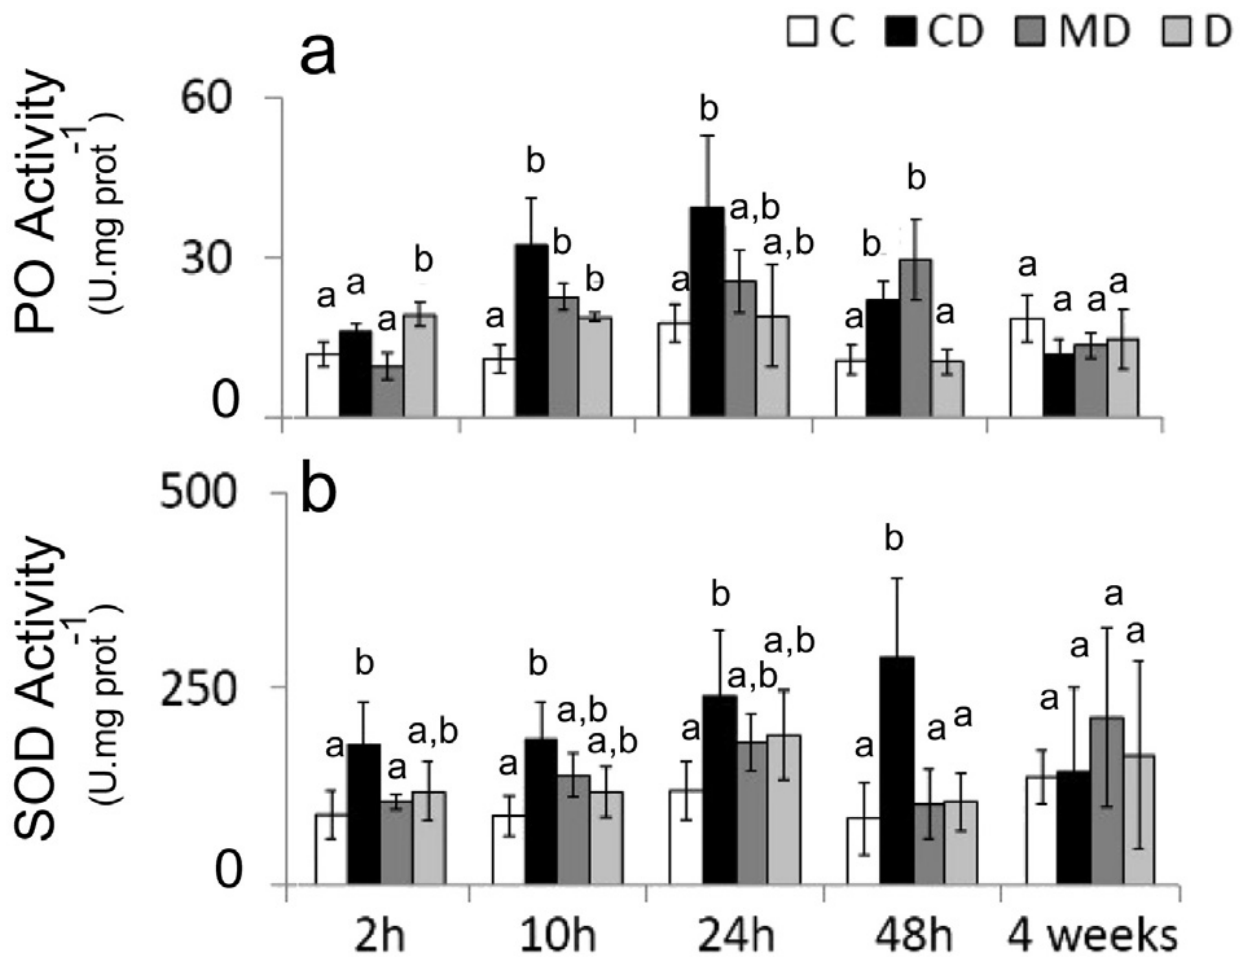 C CD MD D
a
PO Activity
(U.mg prot-1)
60
30
0
a a a b
a b b b
a b a,b a,b
a b b a
a a a a
b
SOD Activity
(U.mg prot-1)
500
250
0
a b a a,b
a b a,b a,b
a b a,b a,b
a b a a
a a a a
2h 10h 24h 48h 4 weeks